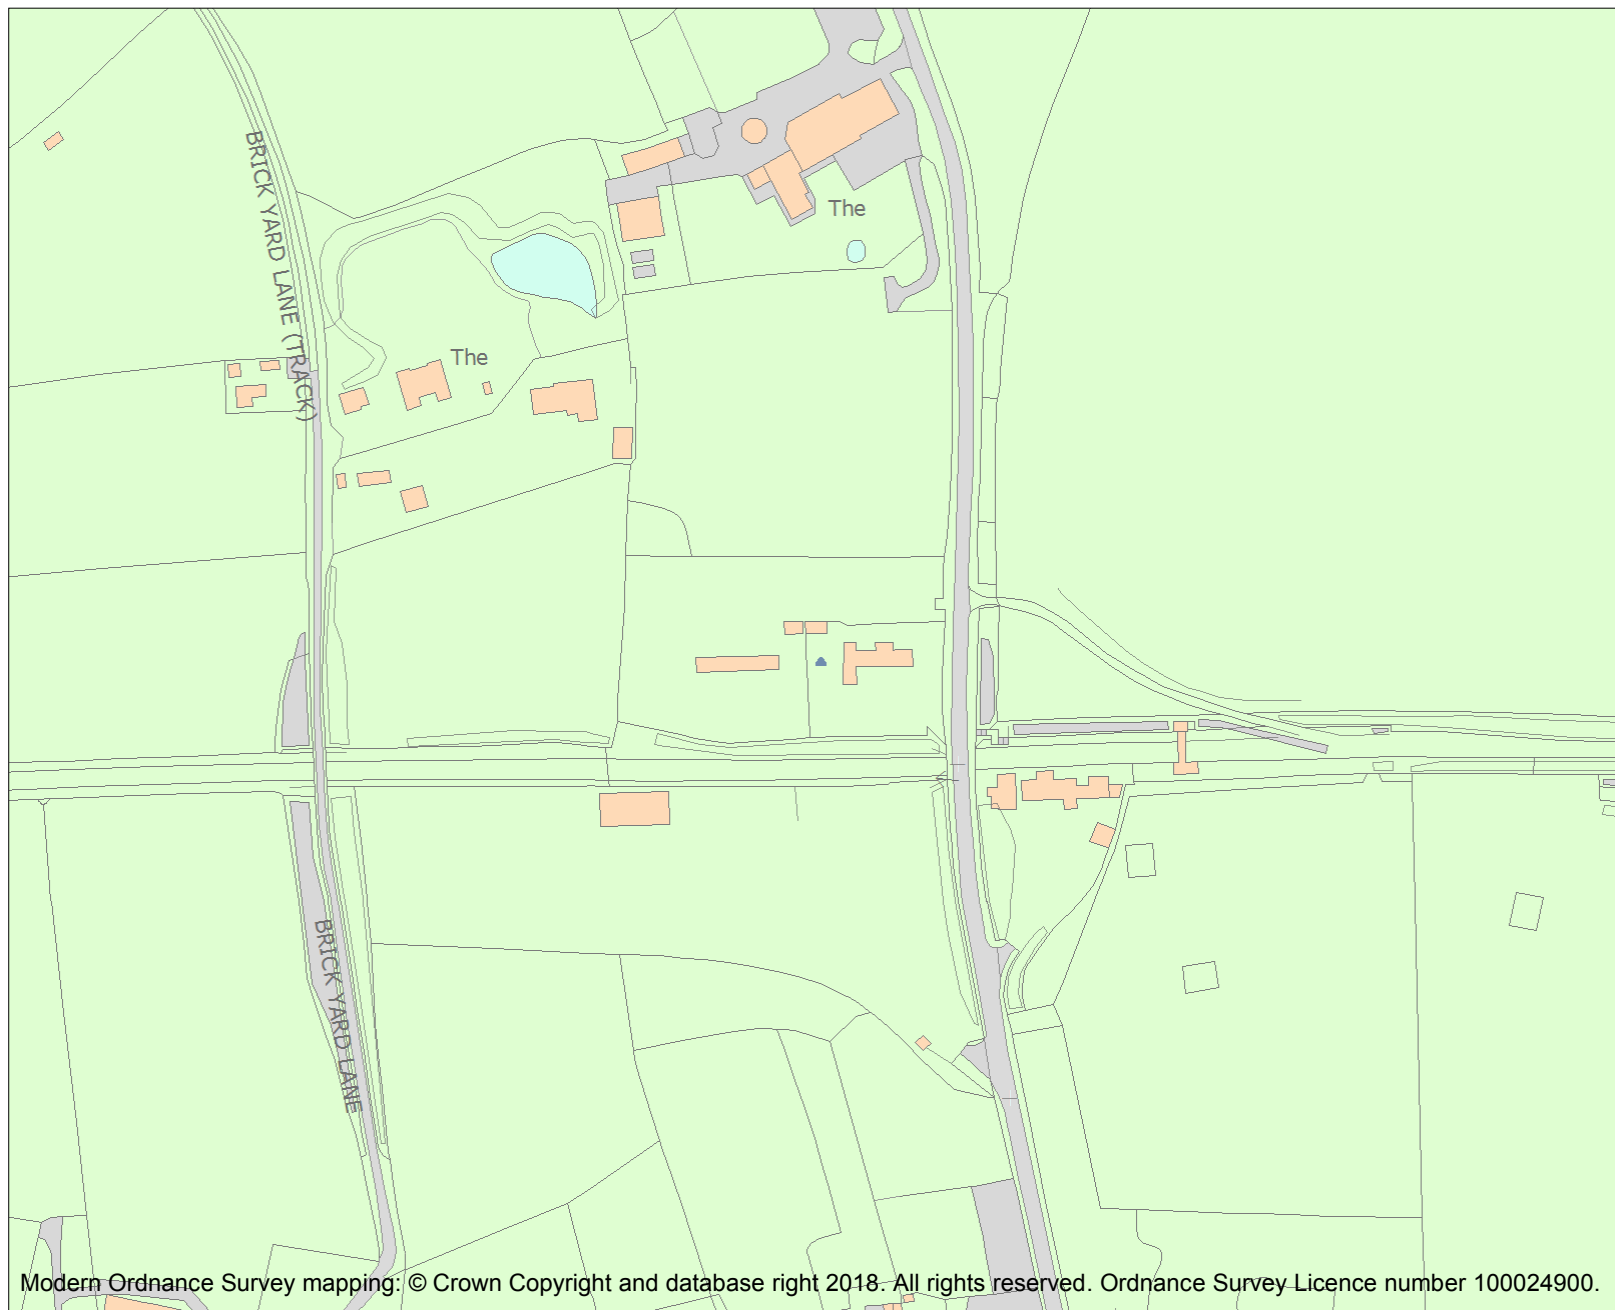 BRICK YARD LANE (TRACK)
The
The
BRICK YARD LANE
Modern Ordnance Survey mapping: © Crown Copyright and database right 2018. All rights reserved. Ordnance Survey Licence number 100024900.